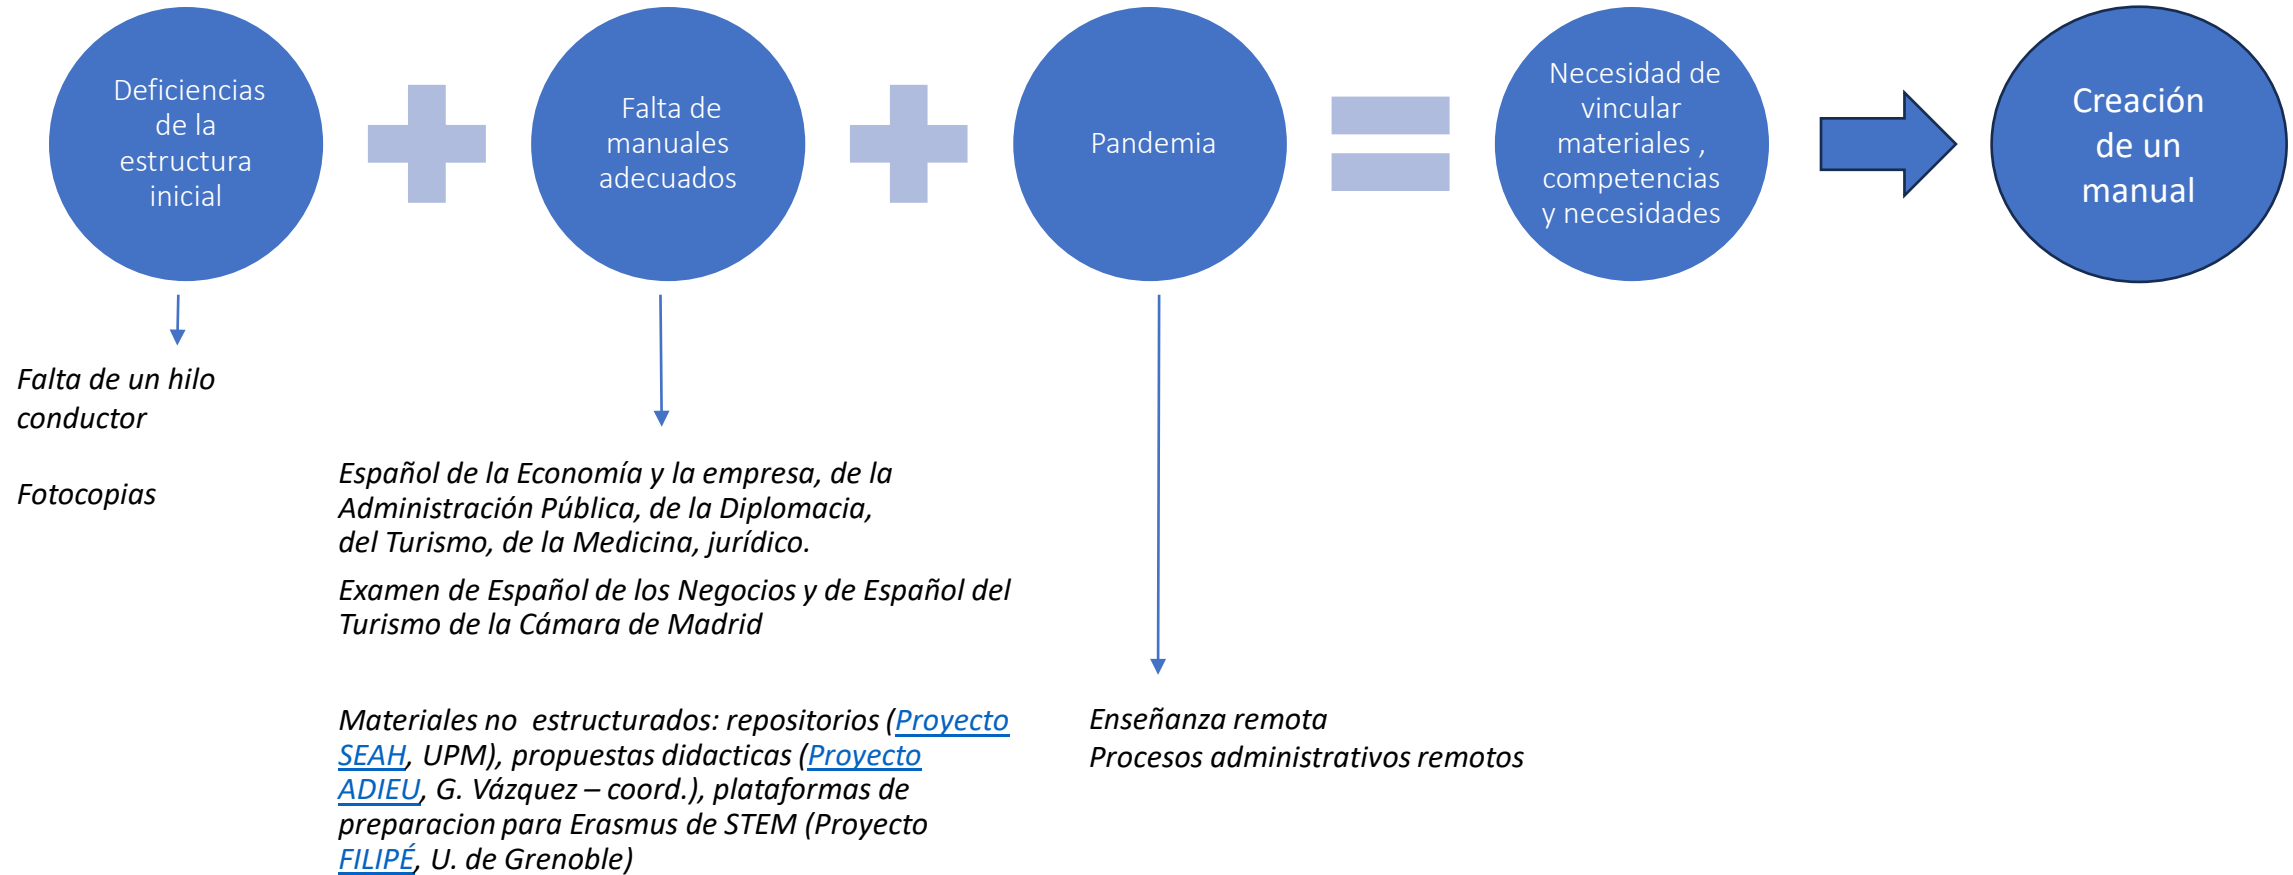 Deficiencias
de la
estructura
inicial
Falta de
manuales
adecuados
Pandemia
Necesidad de
vincular
materiales ,
competencias
y necesidades
Creación
de un
manual
Falta de un hilo
conductor
Fotocopias
Español de la Economía y la empresa, de la
Administración Pública, de la Diplomacia,
del Turismo, de la Medicina, jurídico.
Examen de Español de los Negocios y de Español del
Turismo de la Cámara de Madrid
Materiales no  estructurados: repositorios (Proyecto
SEAH, UPM), propuestas didacticas (Proyecto
ADIEU, G. Vázquez – coord.), plataformas de
preparacion para Erasmus de STEM (Proyecto
FILIPÉ, U. de Grenoble)
Enseñanza remota
Procesos administrativos remotos